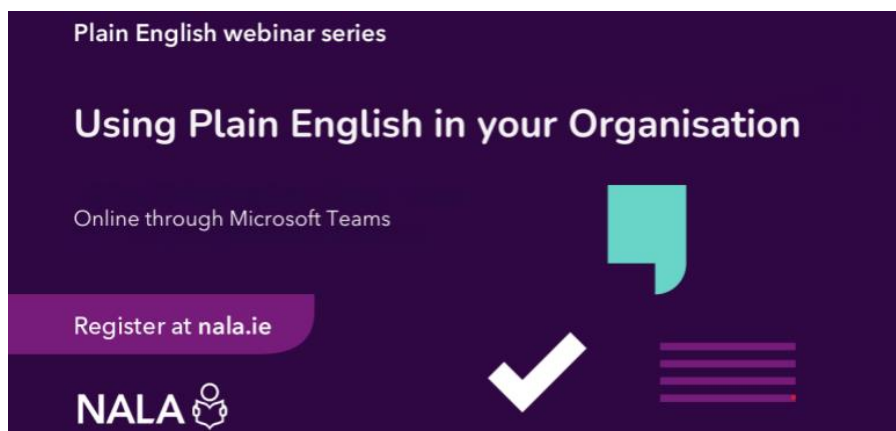 Plain English webinar series
Using Plain English in your Organisation
Online through Microsoft Teams
Register at nala.ie
NALA